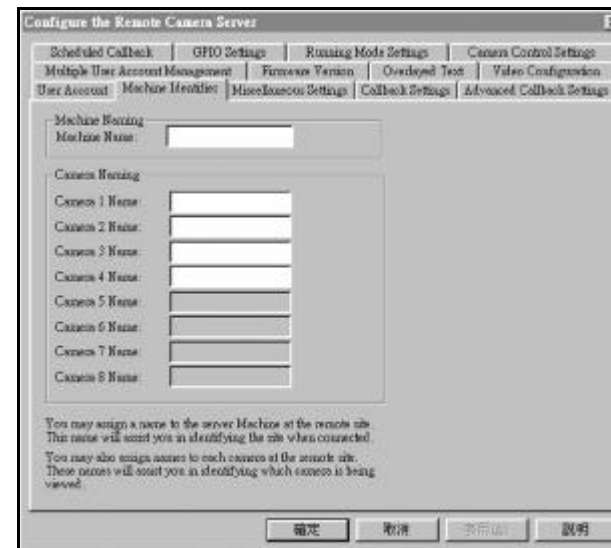 Configure the Remote Camera Server
Scheduled Callback GPIO Settings Running Mode Settings Camera Control Settings
Multiple User Account Management Firmware Version Overlayed Text Video Configuration
User Account Machine Identifier Miscellaneous Settings Callback Settings Advanced Callback Settings
Machine Naming
Machine Name:
Camera Naming
Camera 1 Name:
Camera 2 Name:
Camera 3 Name:
Camera 4 Name:
Camera 5 Name:
Camera 6 Name:
Camera 7 Name:
Camera 8 Name:
You may assign a name to the server Machine at the remote site.
This name will assist you in identifying the site when connected.
You may also assign names to each camera at the remote site.
These names will assist you in identifying which camera is being
viewed.
確定 取消 套用(A) 說明